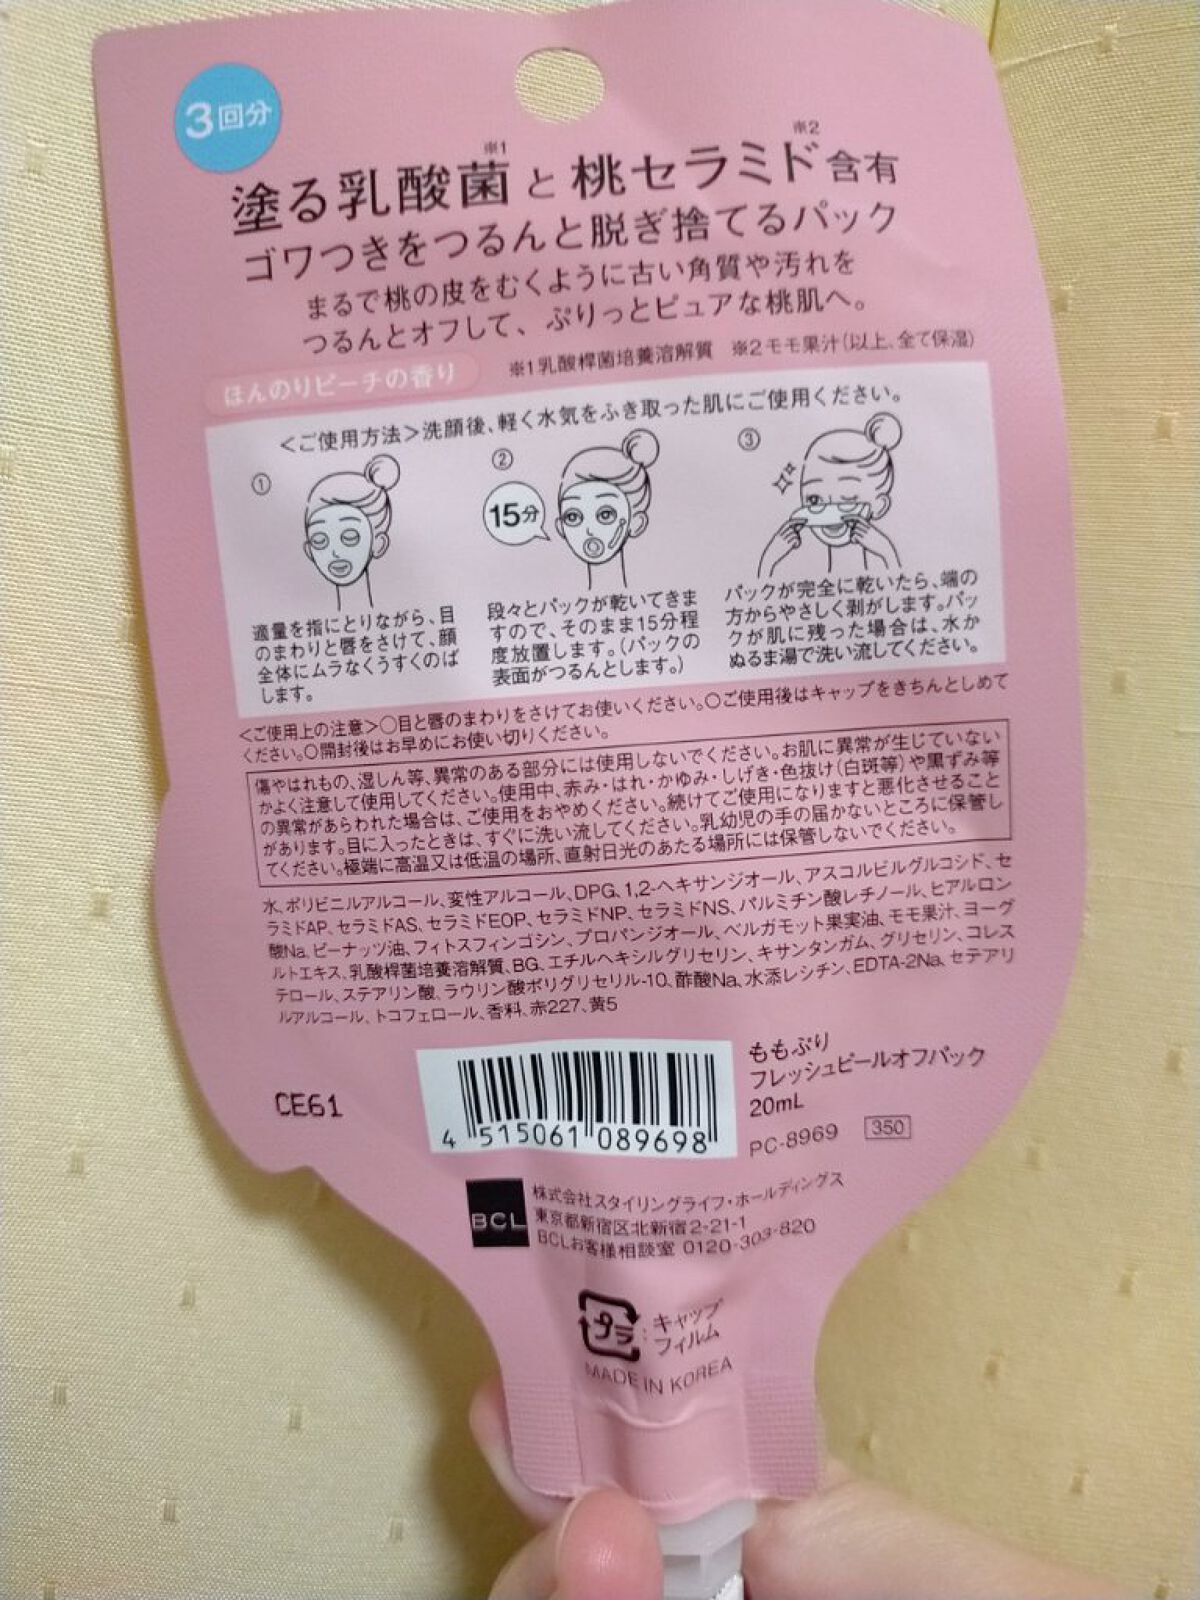 3回分
塗る乳酸菌※1と桃セラミド※2含有
ゴワつきをつるんと脱ぎ捨てるパック
まるで桃の皮をむくように古い角質や汚れを
つるんとオフして、ぷりっとピュアな桃肌へ。
ほんのりピーチの香り
※1乳酸桿菌培養溶解質 ※2モモ果汁(以上、全て保湿)
<ご使用方法>洗顔後、軽く水気をふき取った肌にご使用ください。
①
適量を指にとりながら、目
のまわりと唇をさけて、顔
全体にムラなくうすくのば
します。
②
15分
段々とパックが乾いてきま
すので、そのまま15分程
度放置します。(パックの
表面がつるんとします。)
③
パックが完全に乾いたら、端の
方からやさしく剥がします。パッ
クが肌に残った場合は、水か
ぬるま湯で洗い流してください。
<ご使用上の注意>○目と唇のまわりをさけてお使いください。○ご使用後はキャップをきちんとしめて
ください。○開封後はお早めにお使い切りください。
傷やはれもの、湿しん等、異常のある部分には使用しないでください。お肌に異常が生じていない
かよく注意して使用してください。使用中、赤み・はれ・かゆみ・しげき・色抜け(白斑等)や黒ずみ等
の異常があらわれた場合は、ご使用をおやめください。続けてご使用になりますと悪化させること
があります。目に入ったときは、すぐに洗い流してください。乳幼児の手の届かないところに保管し
てください。極端に高温又は低温の場所、直射日光のあたる場所には保管しないでください。
水、ポリビニルアルコール、変性アルコール、DPG、1,2-ヘキサンジオール、アスコルビルグルコシド、セ
ラミドAP、セラミドAS、セラミドEOP、セラミドNP、セラミドNS、パルミチン酸レチノール、ヒアルロン
酸Na、ピーナッツ油、フィトスフィンゴシン、プロパンジオール、ベルガモット果実油、モモ果汁、ヨーグ
ルトエキス、乳酸桿菌培養溶解質、BG、エチルヘキシルグリセリン、キサンタンガム、グリセリン、コレス
テロール、ステアリン酸、ラウリン酸ポリグリセリル-10、酢酸Na、水添レシチン、EDTA-2Na、セテアリ
ルアルコール、トコフェロール、香料、赤227、黄5
CE61
4 515061 089698
ももぷり
フレッシュピールオフパック
20mL
PC-8969 350
BCL
株式会社スタイリングライフ・ホールディングス
東京都新宿区北新宿2-21-1
BCLお客様相談室 0120-303-820
プラ : キャップ
フィルム
MADE IN KOREA